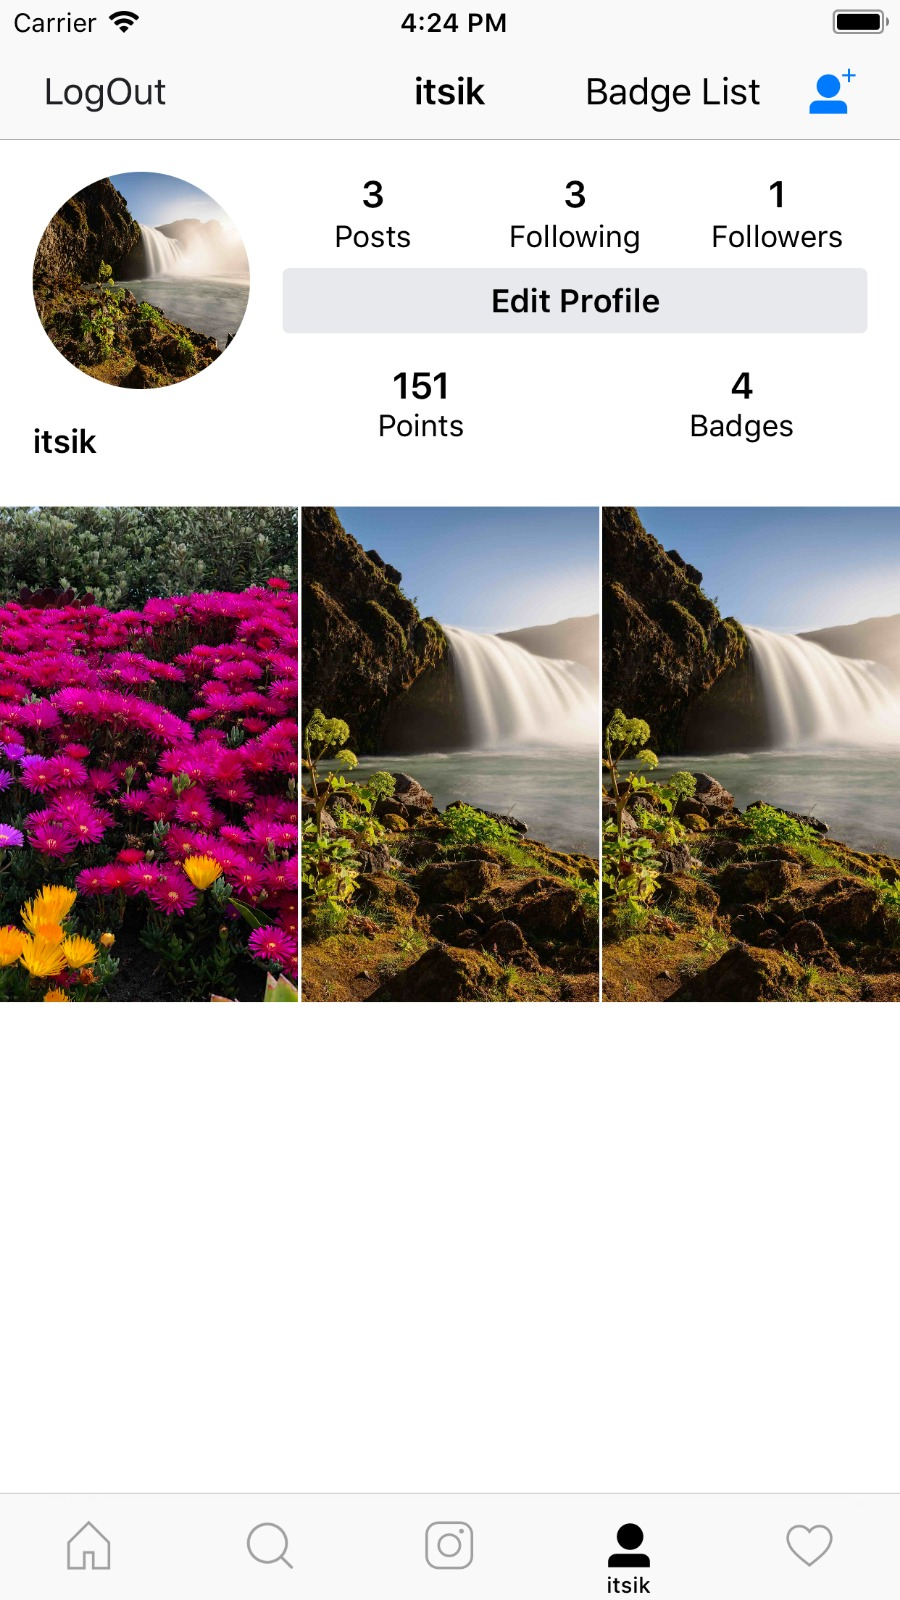 Carrier 4:24 PM
LogOut itsik Badge List
3 3 1
Posts Following Followers
Edit Profile
151 4
Points Badges
itsik
itsik